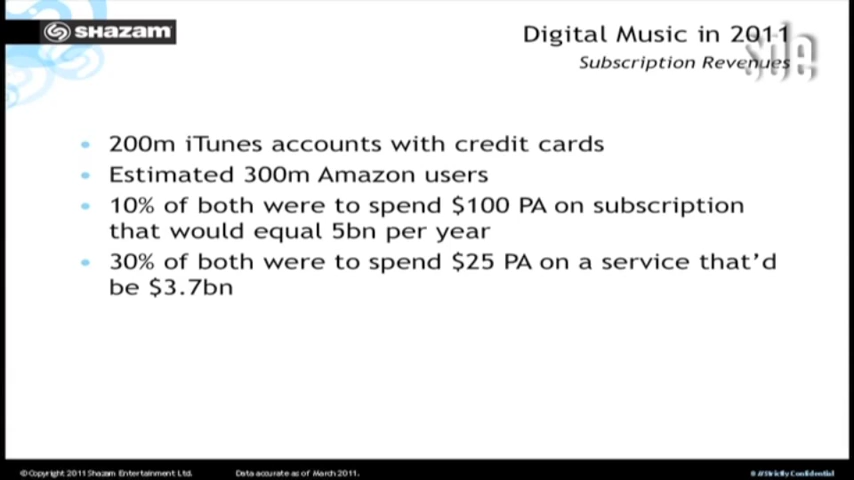 SHAZAM
Digital Music in 2011
Subscription Revenues
sde
200m iTunes accounts with credit cards
Estimated 300m Amazon users
10% of both were to spend $100 PA on subscription
that would equal 5bn per year
30% of both were to spend $25 PA on a service that'd
be $3.7bn
© Copyright 2011 Shazam Entertainment Ltd. Data accurate as of March 2011. Strictly Confidential